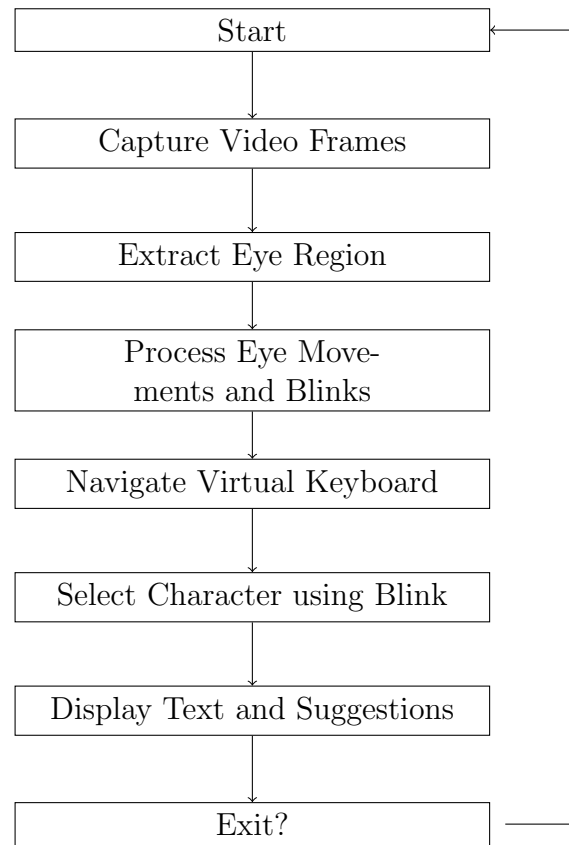 Start
Capture Video Frames
Extract Eye Region
Process Eye Move-
ments and Blinks
Navigate Virtual Keyboard
Select Character using Blink
Display Text and Suggestions
Exit?